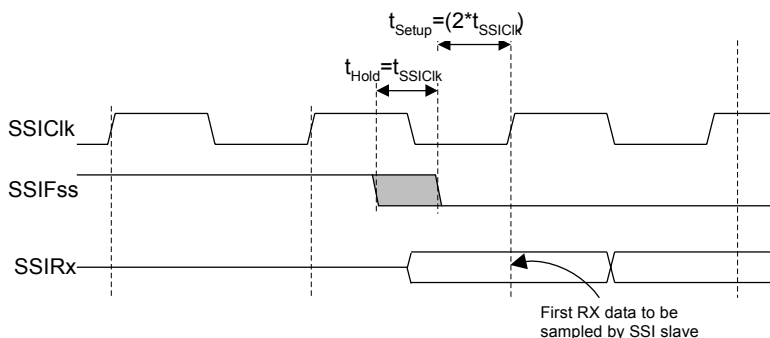 tSetup=(2*tSSIClk)
tHold=tSSIClk
SSIClk
SSIFss
SSIRx
First RX data to be
sampled by SSI slave